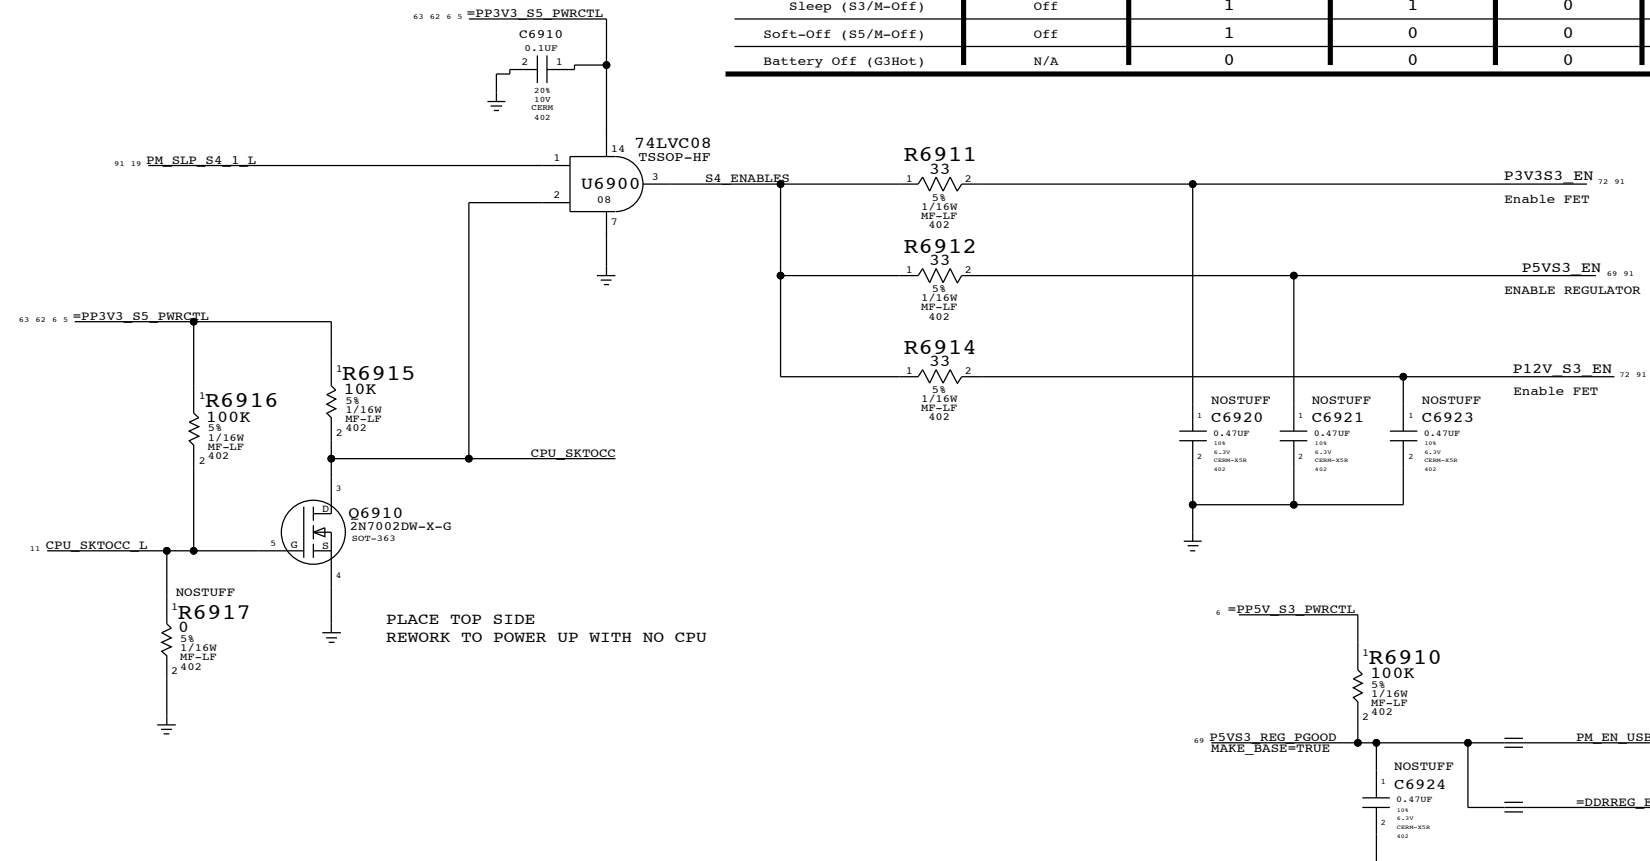 Sleep (S3/M-Off) Off 1 1 0
Soft-Off (S5/M-Off) Off 1 0 0
Battery Off (G3Hot) N/A 0 0 0
63 62 6 5 =PP3V3_S5_PWRCTL
C6910
0.1UF
2 1
20%
10V
CERM
402
91 19 PM_SLP_S4_1_L
1
2
14
74LVC08
TSSOP-HF
U6900
08
3
7
S4_ENABLES
R6911
33
1 2
5%
1/16W
MF-LF
402
P3V3S3_EN 72 91
Enable FET
R6912
33
1 2
5%
1/16W
MF-LF
402
P5VS3_EN 69 91
ENABLE REGULATOR
R6914
33
1 2
5%
1/16W
MF-LF
402
P12V_S3_EN 72 91
Enable FET
NOSTUFF
C6920
1
0.47UF
10%
6.3V
2
CERM-X5R
402
NOSTUFF
C6921
1
0.47UF
10%
6.3V
2
CERM-X5R
402
NOSTUFF
C6923
1
0.47UF
10%
6.3V
2
CERM-X5R
402
63 62 6 5 =PP3V3_S5_PWRCTL
1
R6916
100K
5%
1/16W
MF-LF
2 402
1
R6915
10K
5%
1/16W
MF-LF
2 402
CPU_SKTOCC
3
D
Q6910
2N7002DW-X-G
SOT-363
11 CPU_SKTOCC_L
5 G S
4
NOSTUFF
1
R6917
0
5%
1/16W
MF-LF
2 402
PLACE TOP SIDE
REWORK TO POWER UP WITH NO CPU
6 =PP5V_S3_PWRCTL
1
R6910
100K
5%
1/16W
MF-LF
2 402
69 P5VS3_REG_PGOOD
MAKE_BASE=TRUE
PM_EN_USB
NOSTUFF
1
C6924
0.47UF
10%
6.3V
2
CERM-X5R
402
=DDRREG_E